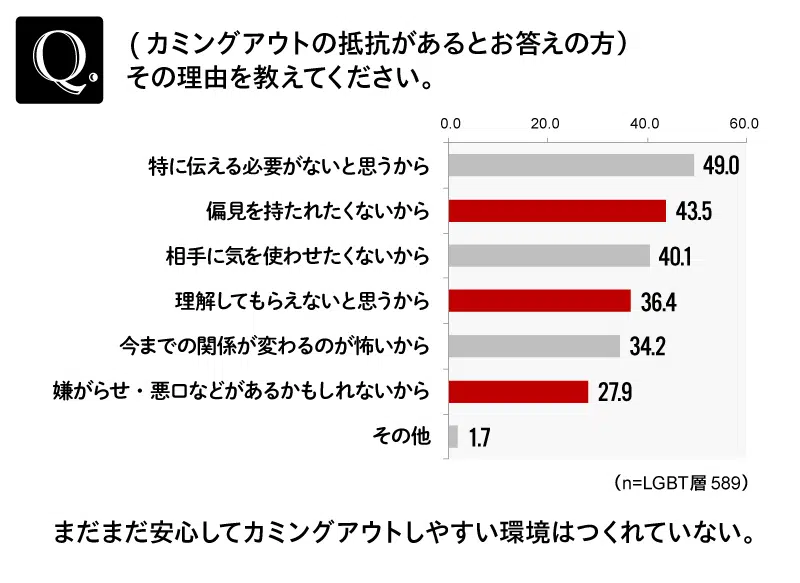 Q.
(カミングアウトの抵抗があるとお答えの方)
その理由を教えてください。
0.0 20.0 40.0 60.0
特に伝える必要がないと思うから 49.0
偏見を持たれたくないから 43.5
相手に気を使わせたくないから 40.1
理解してもらえないと思うから 36.4
今までの関係が変わるのが怖いから 34.2
嫌がらせ・悪口などがあるかもしれないから 27.9
その他 1.7
(n=LGBT層 589)
まだまだ安心してカミングアウトしやすい環境はつくれていない。